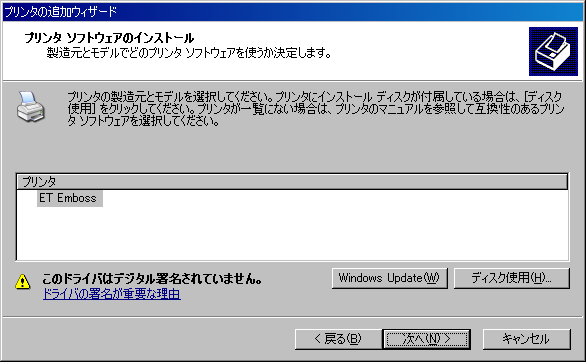 プリンタの追加ウィザード
プリンタ ソフトウェアのインストール
製造元とモデルでどのプリンタ ソフトウェアを使うか決定します。
プリンタの製造元とモデルを選択してください。プリンタにインストール ディスクが付属している場合は、[ディスク
使用] をクリックしてください。プリンタが一覧にない場合は、プリンタのマニュアルを参照して互換性のあるプリン
タ ソフトウェアを選択してください。
プリンタ
ET Emboss
このドライバはデジタル署名されていません。
ドライバの署名が重要な理由
Windows Update(W)
ディスク使用(H)...
< 戻る(B)
次へ(N) >
キャンセル